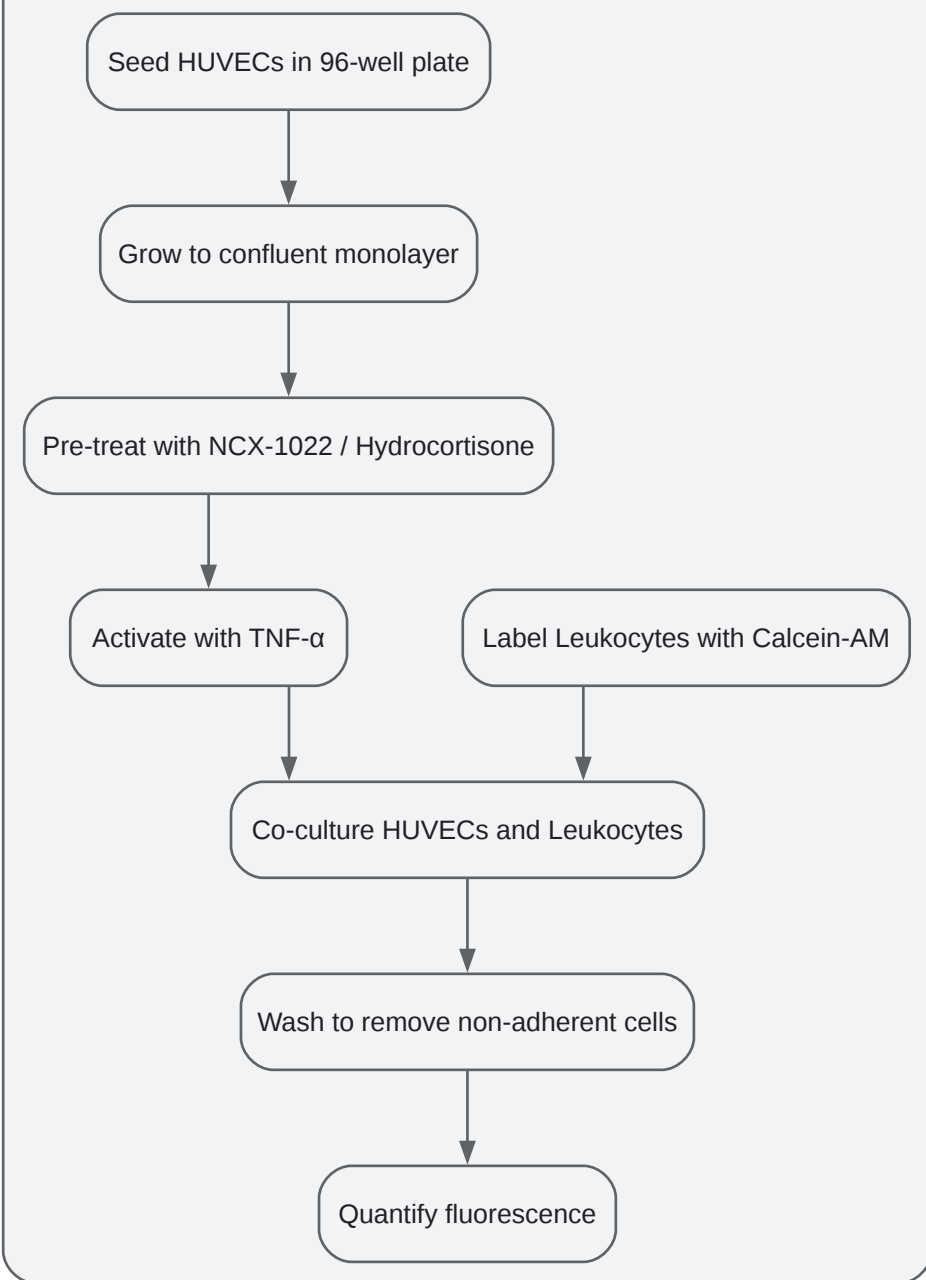 Seed HUVECs in 96-well plate
Grow to confluent monolayer
Pre-treat with NCX-1022 / Hydrocortisone
Activate with TNF-α
Label Leukocytes with Calcein-AM
Co-culture HUVECs and Leukocytes
Wash to remove non-adherent cells
Quantify fluorescence